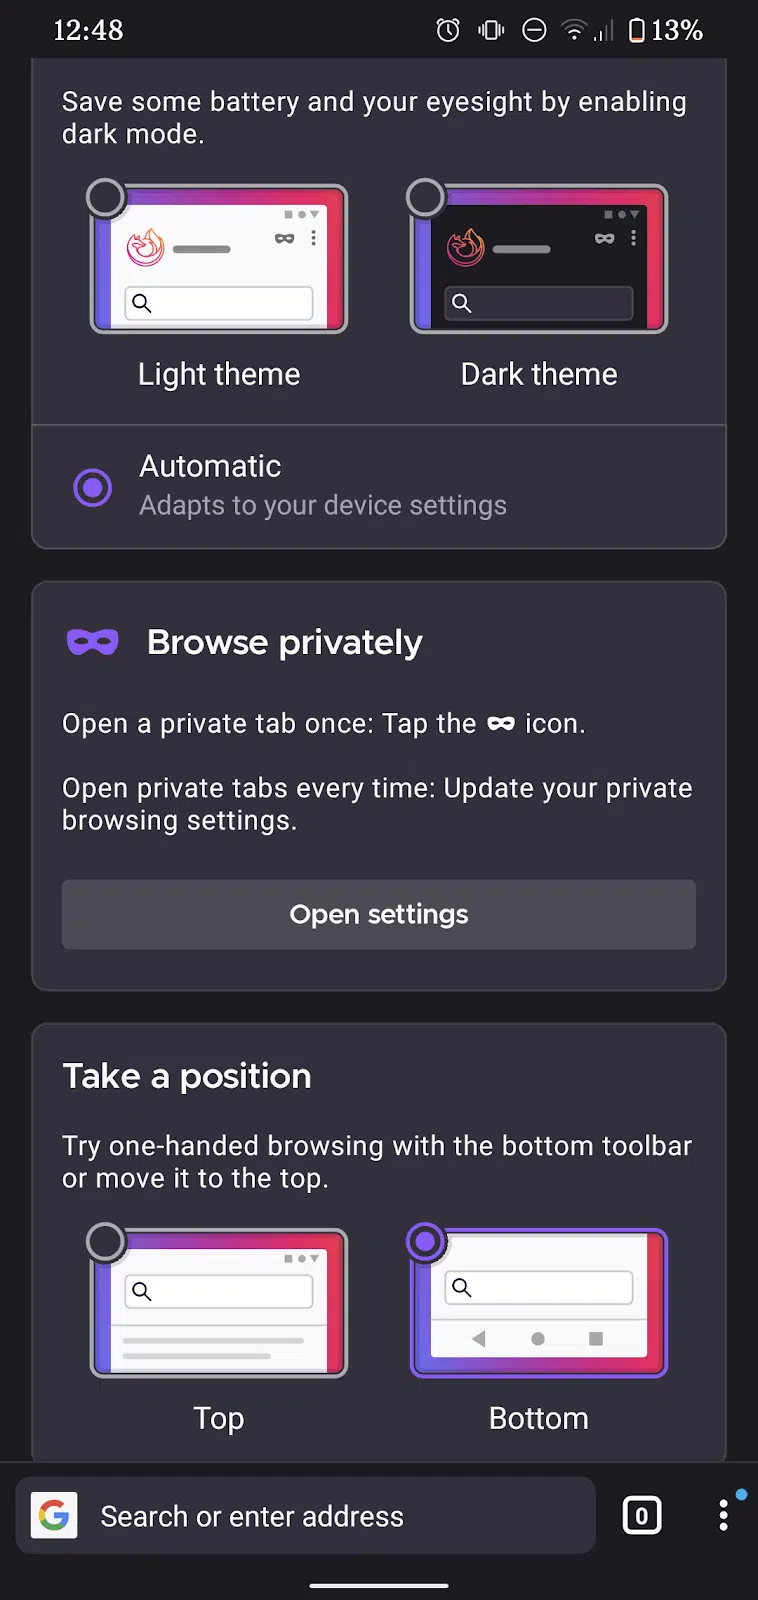 12:48
13%
Save some battery and your eyesight by enabling
dark mode.
Light theme
Dark theme
Automatic
Adapts to your device settings
Browse privately
Open a private tab once: Tap the icon.
Open private tabs every time: Update your private
browsing settings.
Open settings
Take a position
Try one-handed browsing with the bottom toolbar
or move it to the top.
Top
Bottom
G Search or enter address
0